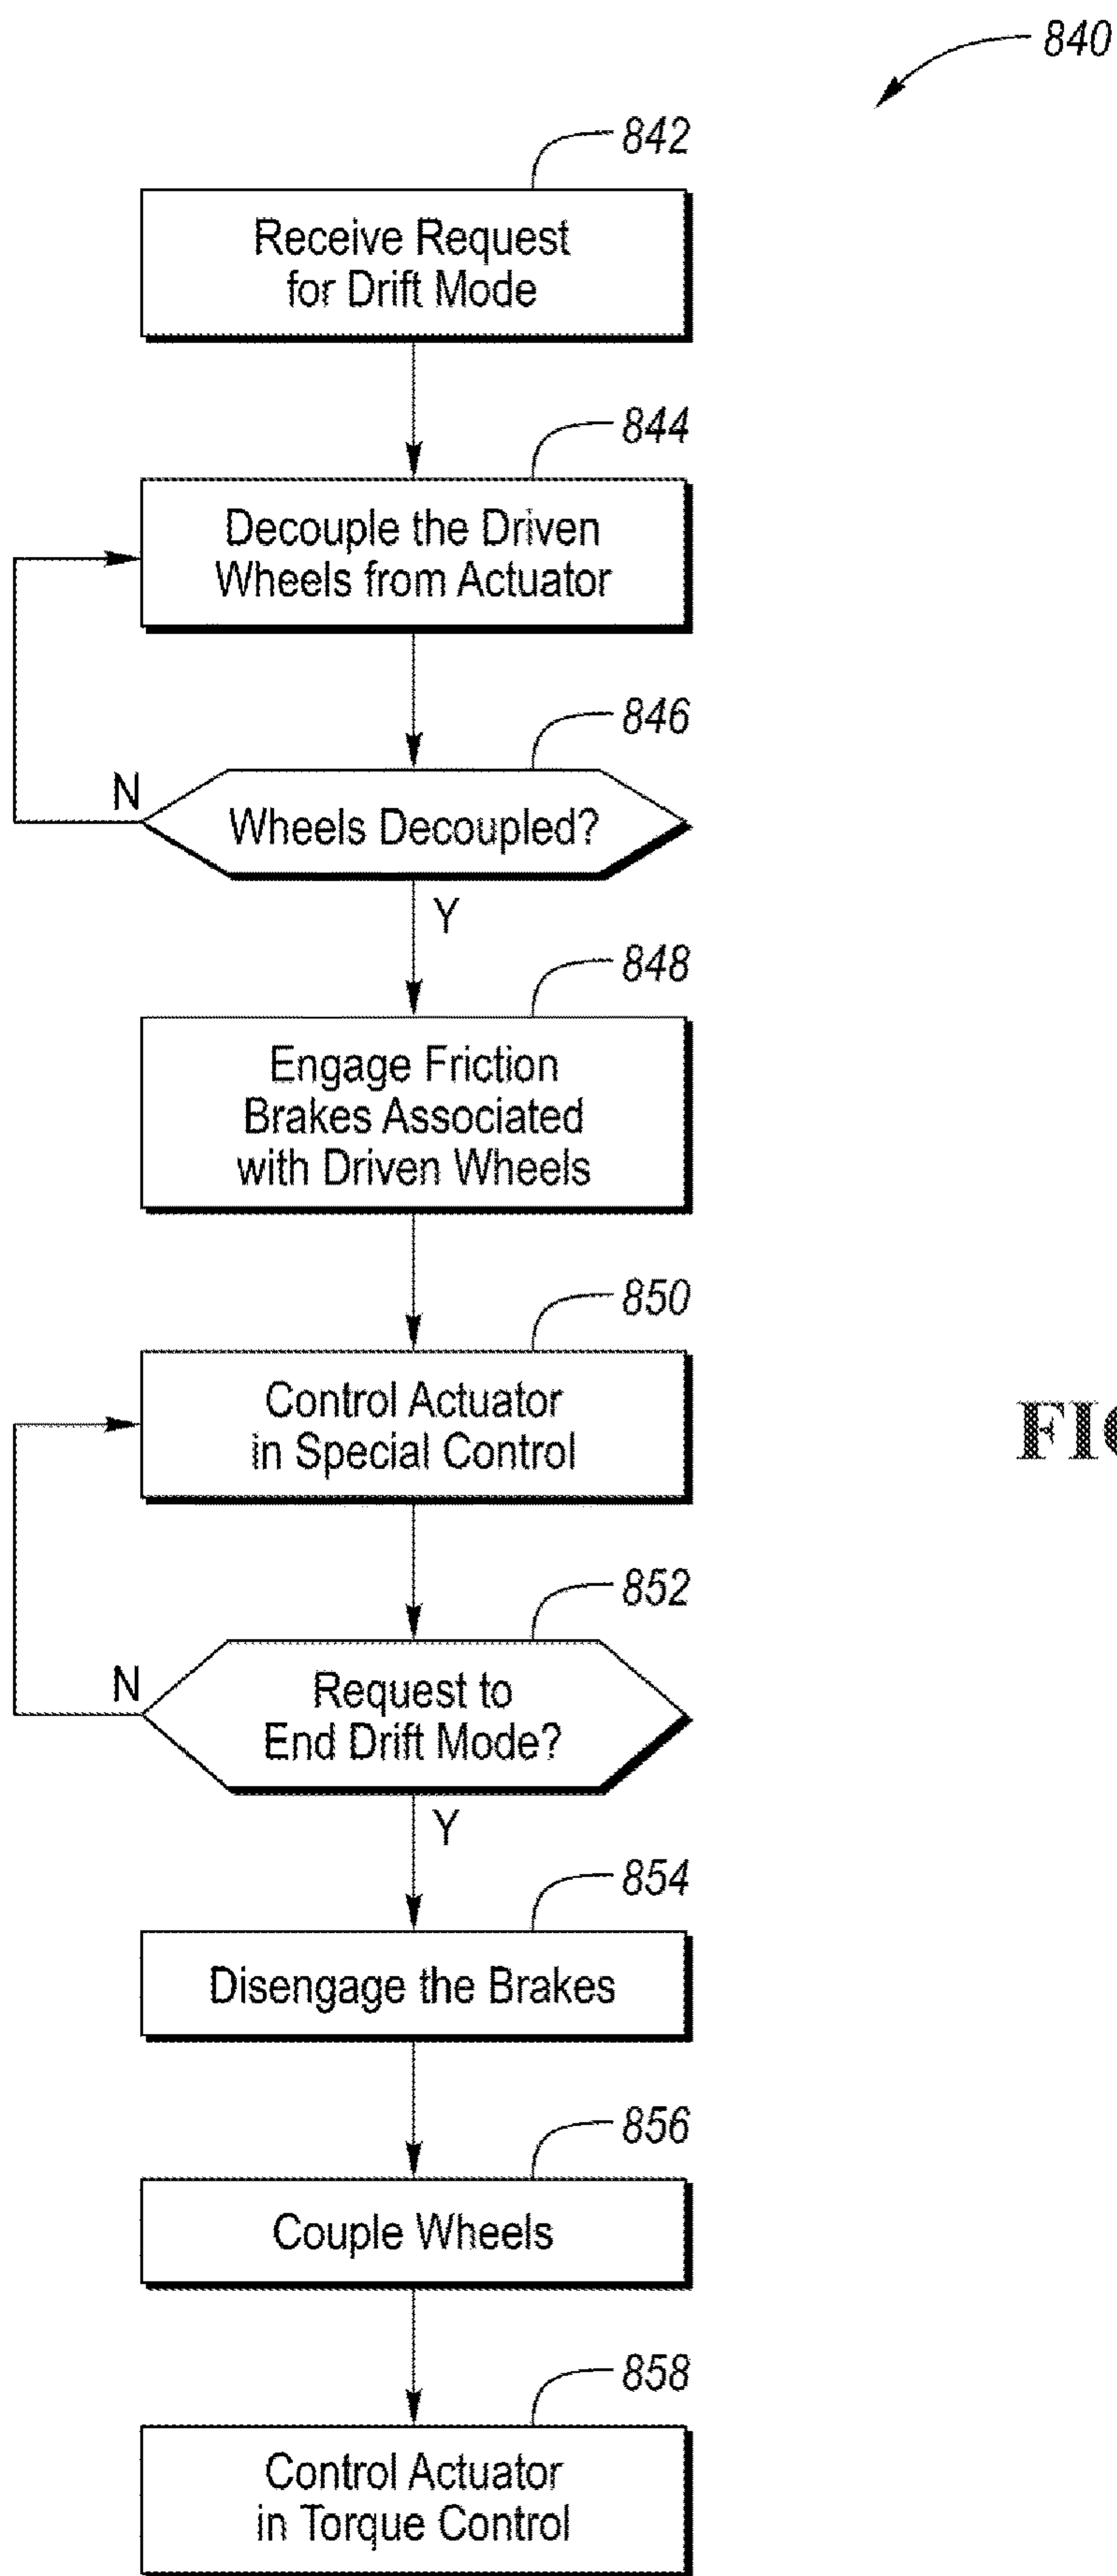 840
842
Receive Request
for Drift Mode
844
Decouple the Driven
Wheels from Actuator
846
N
Wheels Decoupled?
Y
848
Engage Friction
Brakes Associated
with Driven Wheels
850
Control Actuator
in Special Control
FIG
852
N
Request to
End Drift Mode?
Y
854
Disengage the Brakes
856
Couple Wheels
858
Control Actuator
in Torque Control